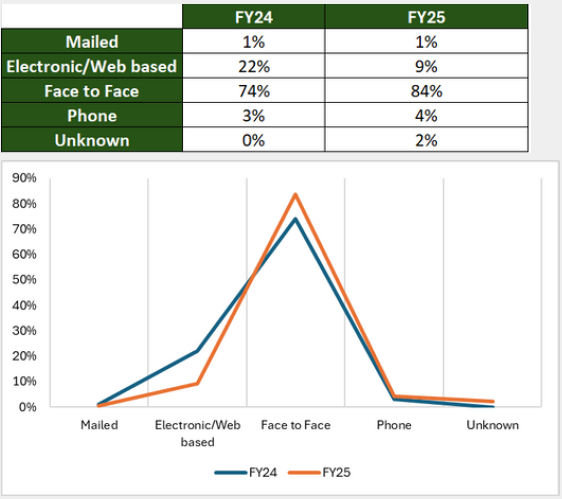 FY24 FY25
Mailed 1% 1%
Electronic/Web based 22% 9%
Face to Face 74% 84%
Phone 3% 4%
Unknown 0% 2%
90%
80%
70%
60%
50%
40%
30%
20%
10%
0%
Mailed Electronic/Web Face to Face Phone Unknown
based
FY24 FY25